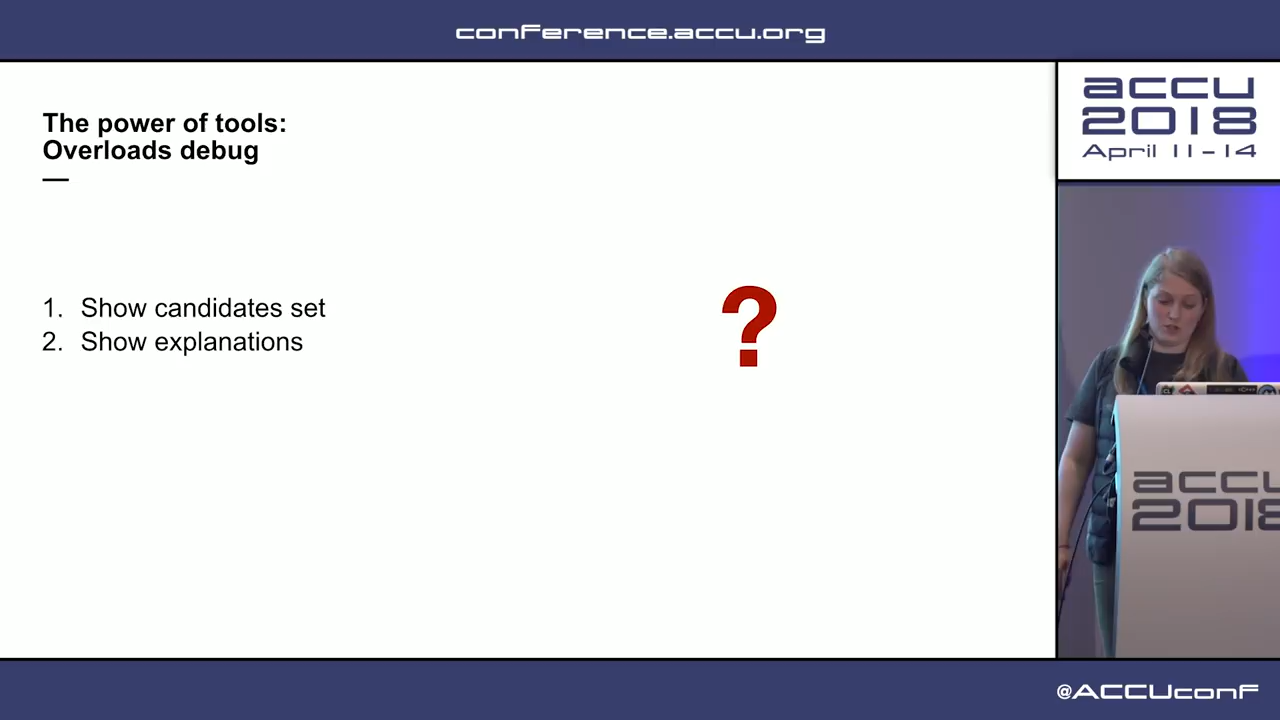 conference.accu.org
The power of tools:
Overloads debug
1. Show candidates set
2. Show explanations
?
accu
2018
April 11-14
accu
2018
@ACCUconf